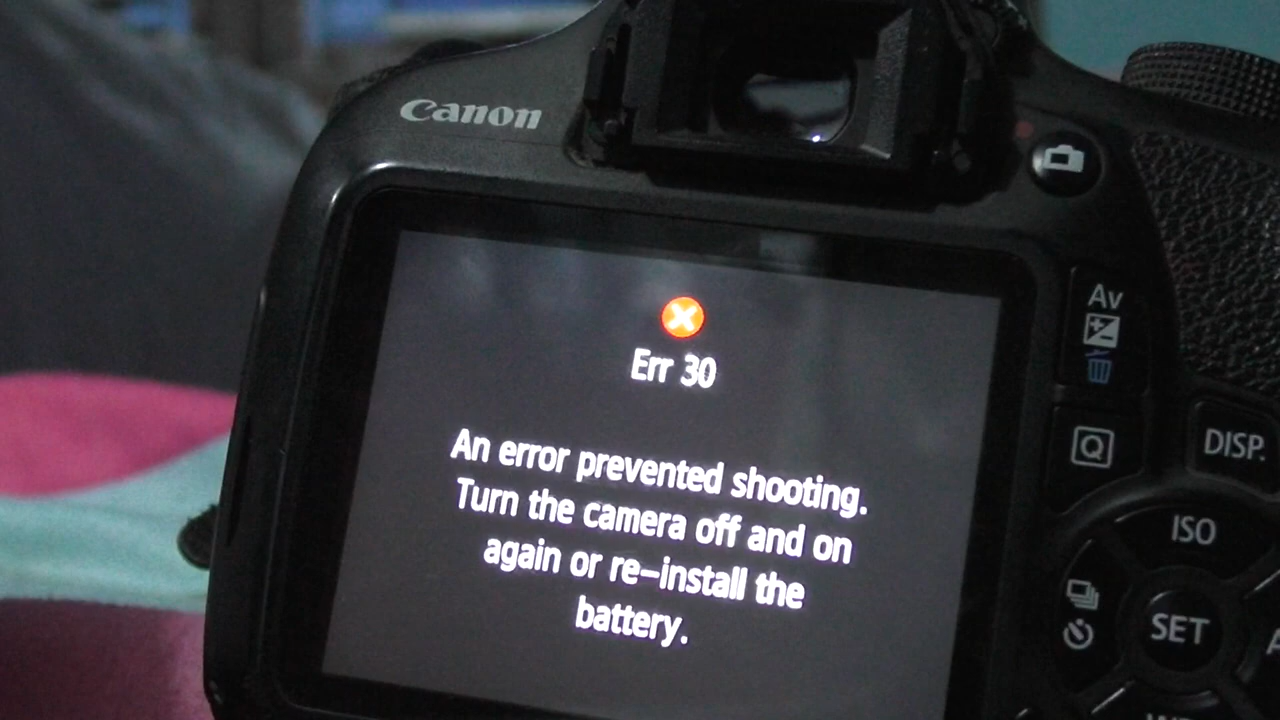 Canon
Err 30
An error prevented shooting.
Turn the camera off and on
again or re-install the
battery.
Av
Q
DISP.
ISO
SET